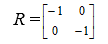 R = [ −1 0
0 −1 ]